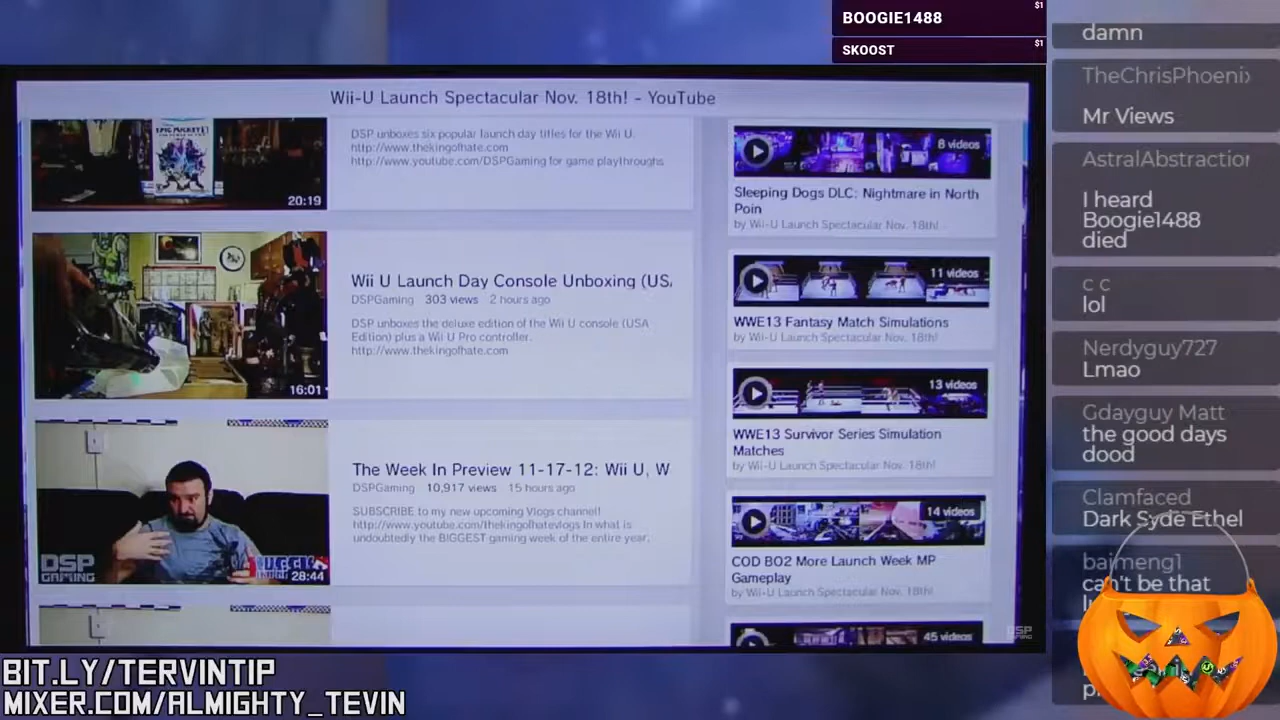 BOOGIE1488
$1
SKOOST
$1
Wii-U Launch Spectacular Nov. 18th! - YouTube
DSP unboxes six popular launch day titles for the Wii U.
http://www.thekingofhate.com
http://www.youtube.com/DSPGaming for game playthroughs
EPIC MICKEY
20:19
Wii U Launch Day Console Unboxing (US
DSPGaming 303 views 2 hours ago
DSP unboxes the deluxe edition of the Wii U console (USA
Edition) plus a Wii U Pro controller.
http://www.thekingofhate.com
16:01
The Week In Preview 11-17-12: Wii U, W
DSPGaming 10,917 views 15 hours ago
SUBSCRIBE to my new upcoming Vlogs channel!
http://www.youtube.com/thekingofhatevlogs In what is
undoubtedly the BIGGEST gaming week of the entire year,
DSP
GAMING
28:44
8 videos
Sleeping Dogs DLC: Nightmare in North
Poin
by Wii-U Launch Spectacular Nov. 18th!
11 videos
WWE13 Fantasy Match Simulations
by Wii-U Launch Spectacular Nov. 18th!
13 videos
WWE13 Survivor Series Simulation
Matches
by Wii-U Launch Spectacular Nov. 18th!
14 videos
COD BO2 More Launch Week MP
Gameplay
by Wii-U Launch Spectacular Nov. 18th!
45 videos
DSP
GAMING
damn
TheChrisPhoenix
Mr Views
AstralAbstraction
I heard
Boogie1488
died
C C
lol
Nerdyguy727
Lmao
Gdayguy Matt
the good days
dood
Clamfaced
Dark Syde Ethel
baimeng1
can't be that
BIT.LY/TERVINTIP
MIXER.COM/ALMIGHTY_TEVIN